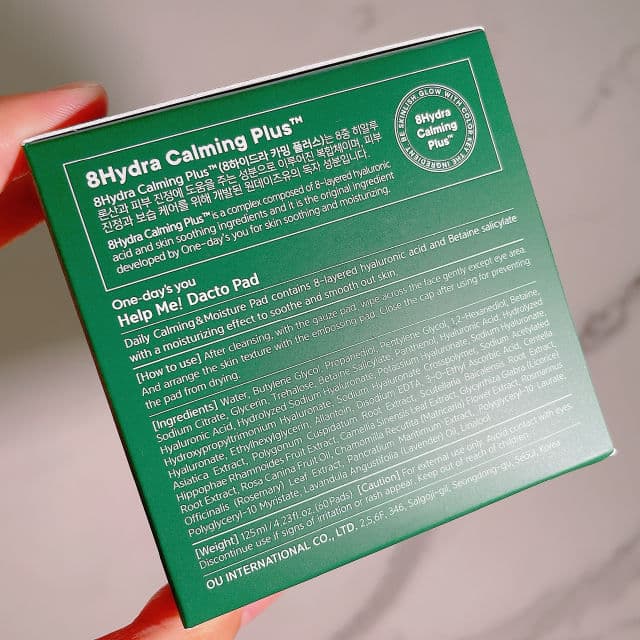 8Hydra Calming Plus™
8Hydra Calming Plus™ (8하이드라 카밍 플러스)는 8중 히알루
론산과 피부 진정에 도움을 주는 성분으로 이루어진 복합체이며, 피부
진정과 보습 케어를 위해 개발된 원데이즈유의 독자 성분입니다.
8Hydra Calming Plus™ is a complex composed of 8-layered hyaluronic
acid and skin soothing ingredients and it is the original ingredient
developed by One-day's you for skin soothing and moisturizing.
8Hydra
Calming
Plus™
One-day's you
Help Me! Dacto Pad
Daily Calming&Moisture Pad contains 8-layered hyaluronic acid and Betaine salicylate
with a moisturizing effect to soothe and smooth out skin.
[How to use] After cleansing, with the gauze pad, wipe across the face gently except eye area.
And arrange the skin texture with the embossing pad. Close the cap after using for preventing
the pad from drying.
[Ingredients] Water, Butylene Glycol, Propanediol, Pentylene Glycol, 1,2-Hexanediol, Betaine,
Sodium Citrate, Glycerin, Trehalose, Betaine Salicylate, Panthenol, Hyaluronic Acid, Hydrolyzed
Hyaluronic Acid, Hydrolyzed Sodium Hyaluronate, Potassium Hyaluronate, Sodium Hyaluronate,
Hydroxypropyltrimonium Hyaluronate, Sodium Hyaluronate Crosspolymer, Sodium Acetylated
Hyaluronate, Ethylhexylglycerin, Allantoin, Disodium EDTA, 3-O-Ethyl Ascorbic Acid, Centella
Asiatica Extract, Polygonum Cuspidatum Root Extract, Scutellaria Baicalensis Root Extract,
Hippophae Rhamnoides Fruit Extract, Camellia Sinensis Leaf Extract, Glycyrrhiza Glabra (Licorice)
Root Extract, Rosa Canina Fruit Oil, Chamomilla Recutita (Matricaria) Flower Extract, Rosmarinus
Officinalis (Rosemary) Leaf Extract, Pancratium Maritimum Extract, Polyglyceryl-10 Laurate,
Polyglyceryl-10 Myristate, Lavandula Angustifolia (Lavender) Oil, Linalool
[Weight] 125ml / 4.23fl.oz. (60 Pads) [Caution] For external use only. Avoid contact with eyes.
Discontinue use if signs of irritation or rash appear. Keep out of reach of children.
OU INTERNATIONAL CO., LTD. 2,5,6F, 346, Salgoji-gil, Seongdong-gu, Seoul, Korea